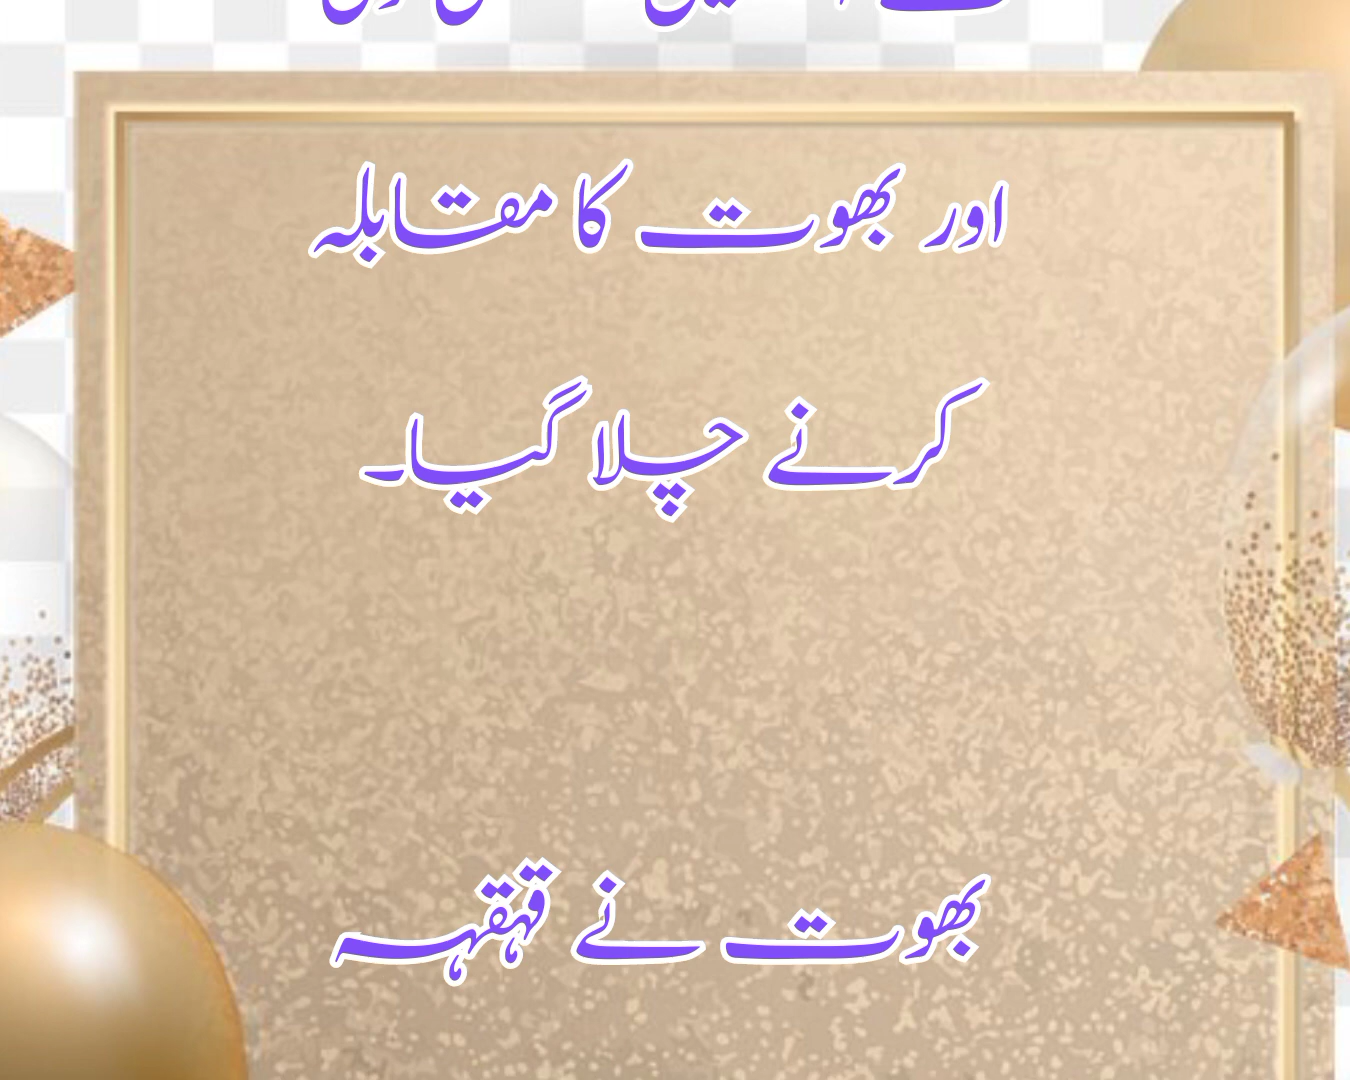 اور بھوت کا مقابلہ
کرنے چلا گیا۔
بھوت نے قہقہہ